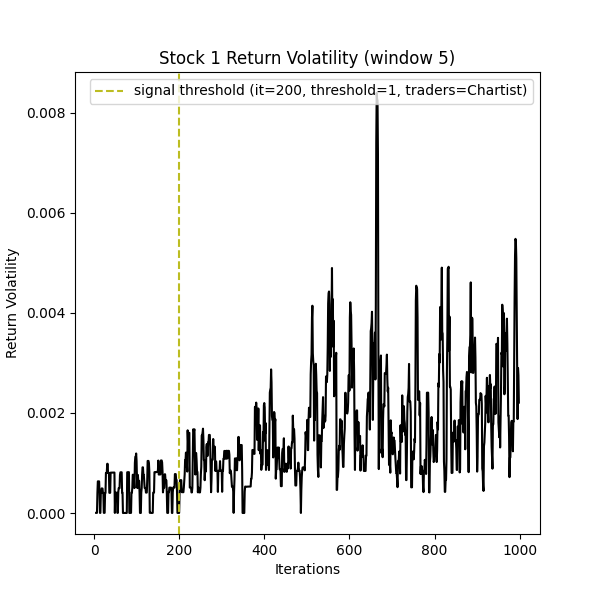 Stock 1 Return Volatility (window 5)
signal threshold (it=200, threshold=1, traders=Chartist)
0.008
0.006
0.004
0.002
0.000
Return Volatility
0
200
400
600
800
1000
Iterations